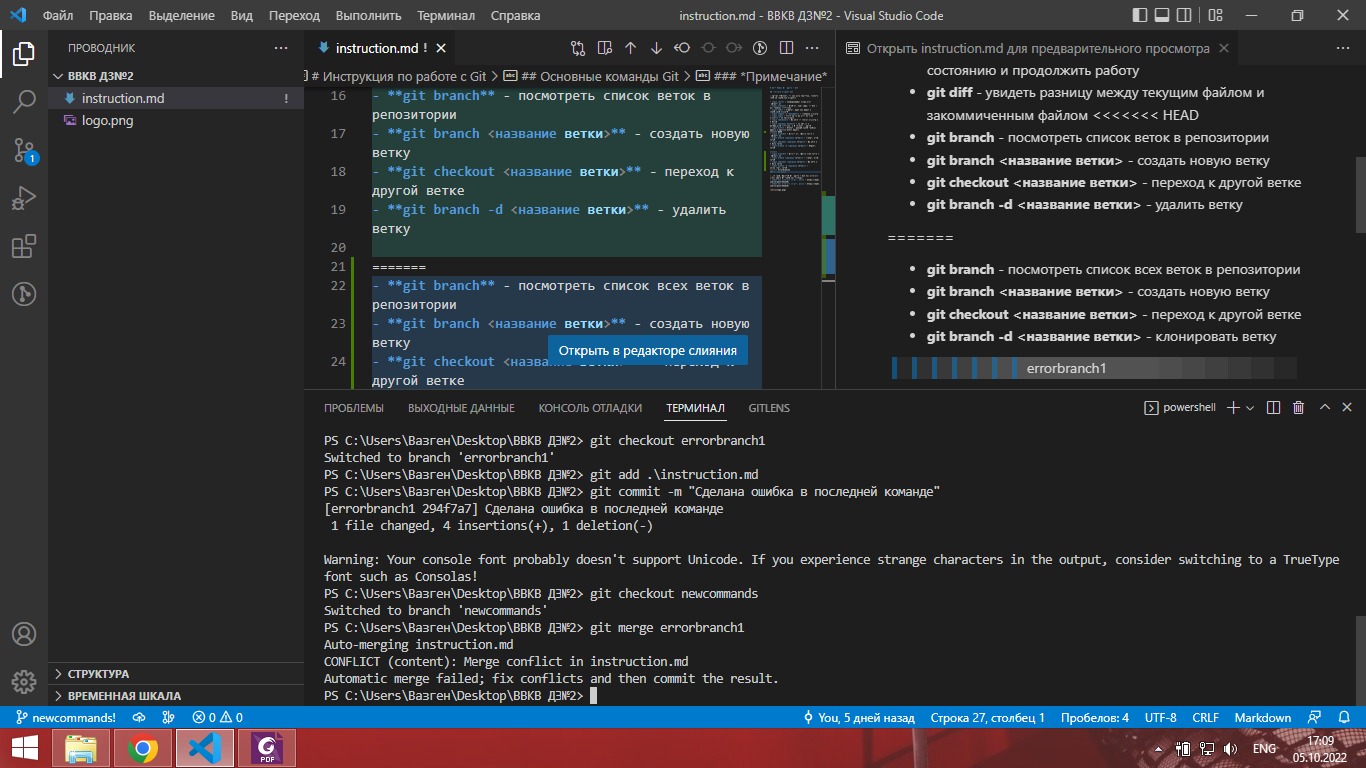 Файл Правка Выделение Вид Переход Выполнить Терминал Справка
instruction.md - ВВКВ ДЗ№2 - Visual Studio Code
ПРОВОДНИК
ВВКВ ДЗ№2
instruction.md !
logo.png
СТРУКТУРА
ВРЕМЕННАЯ ШКАЛА
instruction.md !
# Инструкция по работе с Git > ## Основные команды Git > ### *Примечание*
16 - **git branch** - посмотреть список веток в
репозитории
17 - **git branch <название ветки>** - создать новую
ветку
18 - **git checkout <название ветки>** - переход к
другой ветке
19 - **git branch -d <название ветки>** - удалить
ветку
20
21 =======
22 - **git branch** - посмотреть список всех веток в
репозитории
23 - **git branch <название ветки>** - создать новую
ветку
Открыть в редакторе слияния
24 - **git checkout <назв
другой ветке
Открыть instruction.md для предварительного просмотра
состоянию и продолжить работу
git diff - увидеть разницу между текущим файлом и
закоммиченным файлом <<<<<<< HEAD
git branch - посмотреть список веток в репозитории
git branch <название ветки> - создать новую ветку
git checkout <название ветки> - переход к другой ветке
git branch -d <название ветки> - удалить ветку
=======
git branch - посмотреть список всех веток в репозитории
git branch <название ветки> - создать новую ветку
git checkout <название ветки> - переход к другой ветке
git branch -d <название ветки> - клонировать ветку
errorbranch1
ПРОБЛЕМЫ ВЫХОДНЫЕ ДАННЫЕ КОНСОЛЬ ОТЛАДКИ ТЕРМИНАЛ GITLENS
powershell
PS C:\Users\Вазген\Desktop\ВВКВ ДЗ№2> git checkout errorbranch1
Switched to branch 'errorbranch1'
PS C:\Users\Вазген\Desktop\ВВКВ ДЗ№2> git add .\instruction.md
PS C:\Users\Вазген\Desktop\ВВКВ ДЗ№2> git commit -m "Сделана ошибка в последней команде"
[errorbranch1 294f7a7] Сделана ошибка в последней команде
1 file changed, 4 insertions(+), 1 deletion(-)
Warning: Your console font probably doesn't support Unicode. If you experience strange characters in the output, consider switching to a TrueType
font such as Consolas!
PS C:\Users\Вазген\Desktop\ВВКВ ДЗ№2> git checkout newcommands
Switched to branch 'newcommands'
PS C:\Users\Вазген\Desktop\ВВКВ ДЗ№2> git merge errorbranch1
Auto-merging instruction.md
CONFLICT (content): Merge conflict in instruction.md
Automatic merge failed; fix conflicts and then commit the result.
PS C:\Users\Вазген\Desktop\ВВКВ ДЗ№2>
newcommands! 0 0 You, 5 дней назад Строка 27, столбец 1 Пробелов: 4 UTF-8 CRLF Markdown
PDF
ENG
17:09
05.10.2022